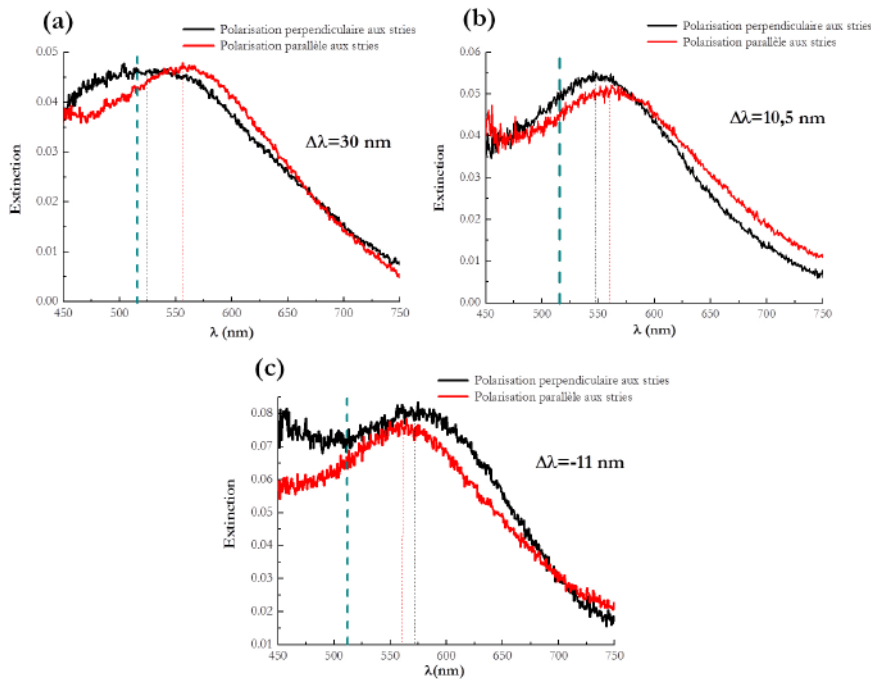 (a)
Polarisation perpendiculaire aux stries
Polarisation parallèle aux stries
0.05
0.04
0.03
0.02
0.01
0.00
Extinction
Δλ=30 nm
450 500 550 600 650 700 750
λ (nm)
(b)
Polarisation perpendiculaire aux stries
Polarisation parallèle aux stries
0.06
0.05
0.04
0.03
0.02
0.01
0.00
Extinction
Δλ=10,5 nm
450 500 550 600 650 700 750
λ (nm)
(c)
Polarisation perpendiculaire aux stries
Polarisation parallèle aux stries
0.08
0.07
0.06
0.05
0.04
0.03
0.02
0.01
Extinction
Δλ=-11 nm
450 500 550 600 650 700 750
λ(nm)